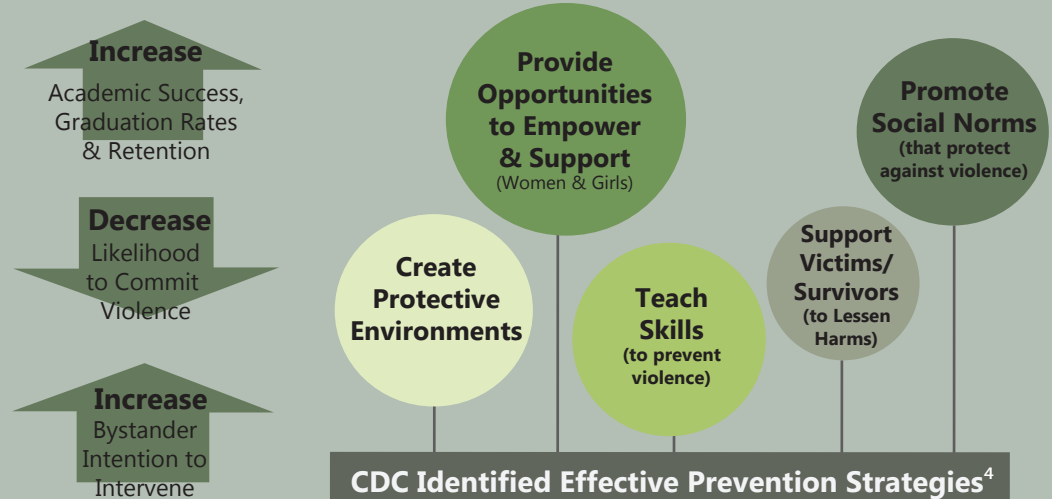 Increase
Academic Success,
Graduation Rates
& Retention
Decrease
Likelihood
to Commit
Violence
Increase
Bystander
Intention to
Intervene
Create
Protective
Environments
Provide
Opportunities
to Empower
& Support
(Women & Girls)
Teach
Skills
(to prevent
violence)
Support
Victims/
Survivors
(to Lessen
Harms)
Promote
Social Norms
(that protect
against violence)
CDC Identified Effective Prevention Strategies⁴